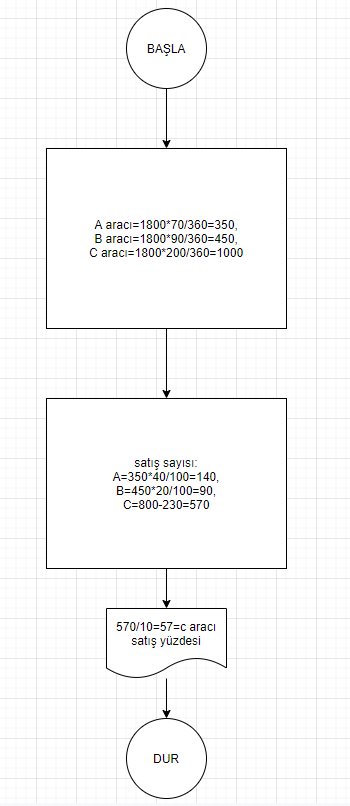 BAŞLA
A aracı=1800*70/360=350,
B aracı=1800*90/360=450,
C aracı=1800*200/360=1000
satış sayısı:
A=350*40/100=140,
B=450*20/100=90,
C=800-230=570
570/10=57=c aracı
satış yüzdesi
DUR